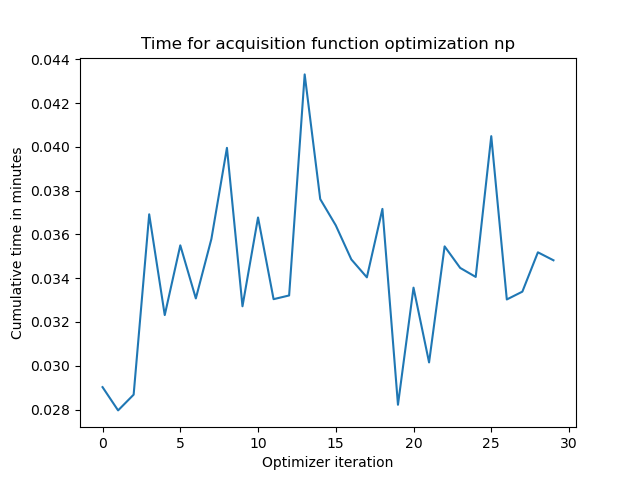 Time for acquisition function optimization np
0.044
0.042
0.040
0.038
0.036
0.034
0.032
0.030
0.028
Cumulative time in minutes
0 5 10 15 20 25 30
Optimizer iteration